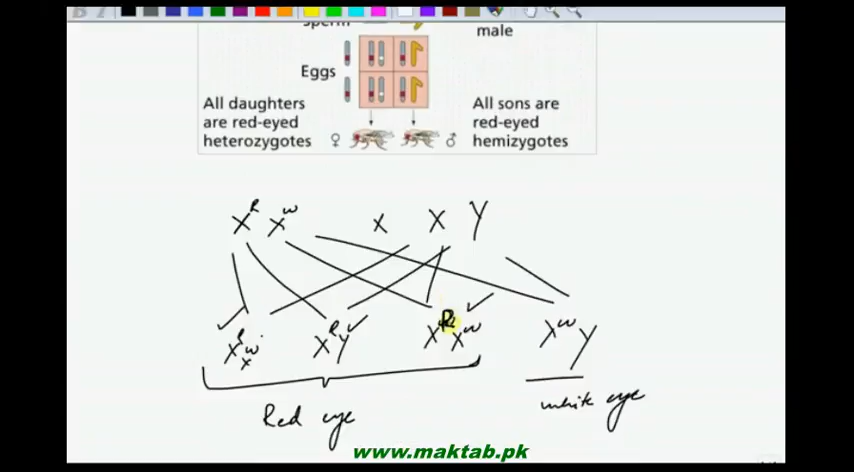 male
Eggs
All daughters
are red-eyed
heterozygotes ♀
All sons are
red-eyed
♂ hemizygotes
X^R X^w x X Y
X^R X^w X^R Y X^R X^w X^w Y
Red eye
white eye
www.maktab.pk